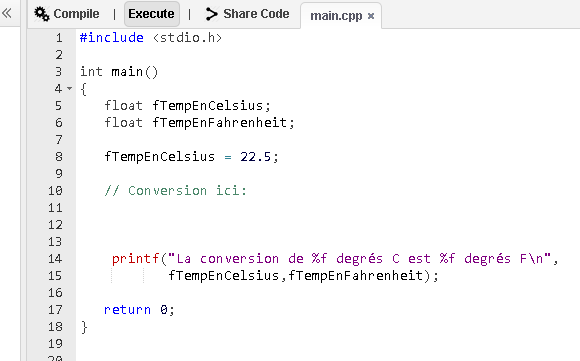 « Compile | Execute | > Share Code main.cpp ×
1 #include <stdio.h>
2
3 int main()
4 {
5 float fTempEnCelsius;
6 float fTempEnFahrenheit;
7
8 fTempEnCelsius = 22.5;
9
10 // Conversion ici:
11
12
13
14 printf("La conversion de %f degrés C est %f degrés F\n",
15 fTempEnCelsius,fTempEnFahrenheit);
16
17 return 0;
18 }
19
20